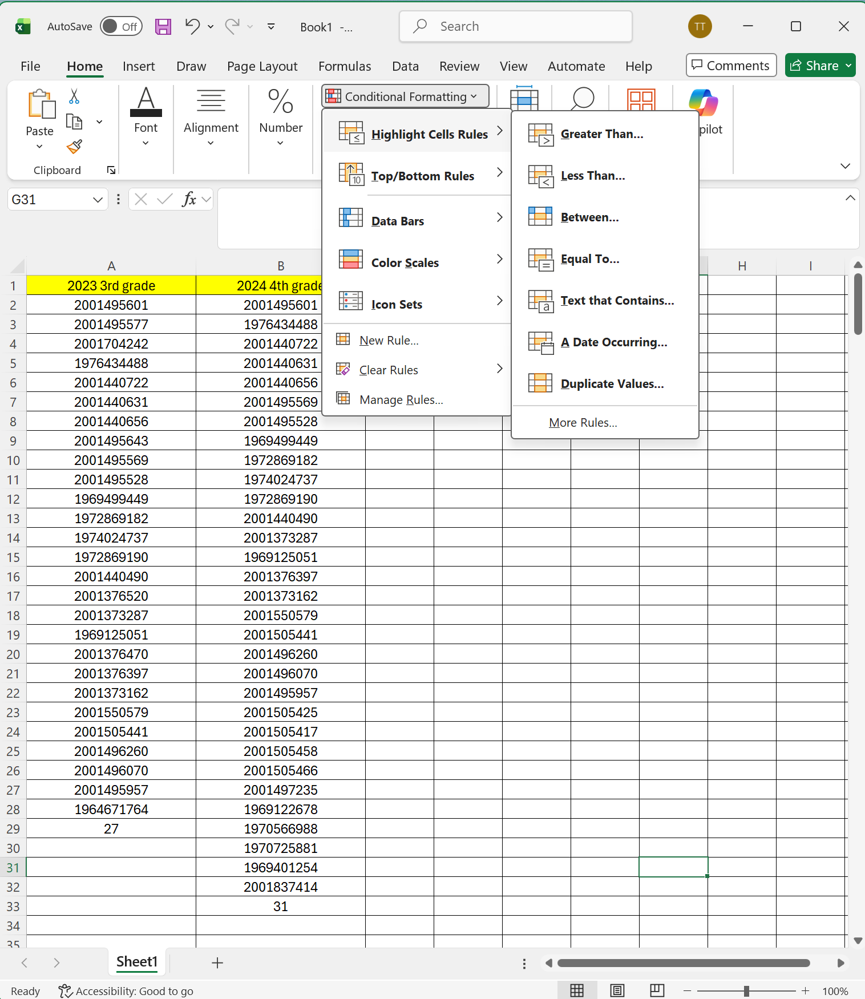 AutoSave Off Book1 -... Search TT
File Home Insert Draw Page Layout Formulas Data Review View Automate Help Comments Share
Paste
Clipboard
Font
Alignment
Number
Conditional Formatting
pilot
Highlight Cells Rules
Top/Bottom Rules
Data Bars
Color Scales
Icon Sets
New Rule...
Clear Rules
Manage Rules...
Greater Than...
Less Than...
Between...
Equal To...
Text that Contains...
A Date Occurring...
Duplicate Values...
More Rules...
G31 fx
A B H I
1 2023 3rd grade 2024 4th grade
2 2001495601 2001495601
3 2001495577 1976434488
4 2001704242 2001440722
5 1976434488 2001440631
6 2001440722 2001440656
7 2001440631 2001495569
8 2001440656 2001495528
9 2001495643 1969499449
10 2001495569 1972869182
11 2001495528 1974024737
12 1969499449 1972869190
13 1972869182 2001440490
14 1974024737 2001373287
15 1972869190 1969125051
16 2001440490 2001376397
17 2001376520 2001373162
18 2001373287 2001550579
19 1969125051 2001505441
20 2001376470 2001496260
21 2001376397 2001496070
22 2001373162 2001495957
23 2001550579 2001505425
24 2001505441 2001505417
25 2001496260 2001505458
26 2001496070 2001505466
27 2001495957 2001497235
28 1964671764 1969122678
29 27 1970566988
30 1970725881
31 1969401254
32 2001837414
33 31
34
35
Sheet1
Ready Accessibility: Good to go 100%